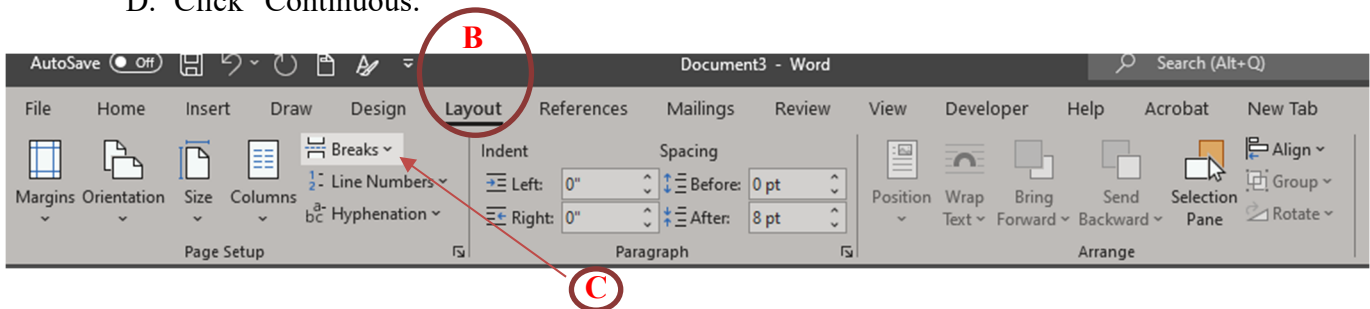 D. Click "Continuous.
B
AutoSave Off Document3 - Word Search (Alt+Q)
File Home Insert Draw Design Layout References Mailings Review View Developer Help Acrobat New Tab
Breaks Indent Spacing Align
Margins Orientation Size Columns Line Numbers Left: 0" Before: 0 pt Position Wrap Text Bring Forward Send Backward Selection Pane Group
Hyphenation Right: 0" After: 8 pt Rotate
Page Setup Paragraph Arrange
C